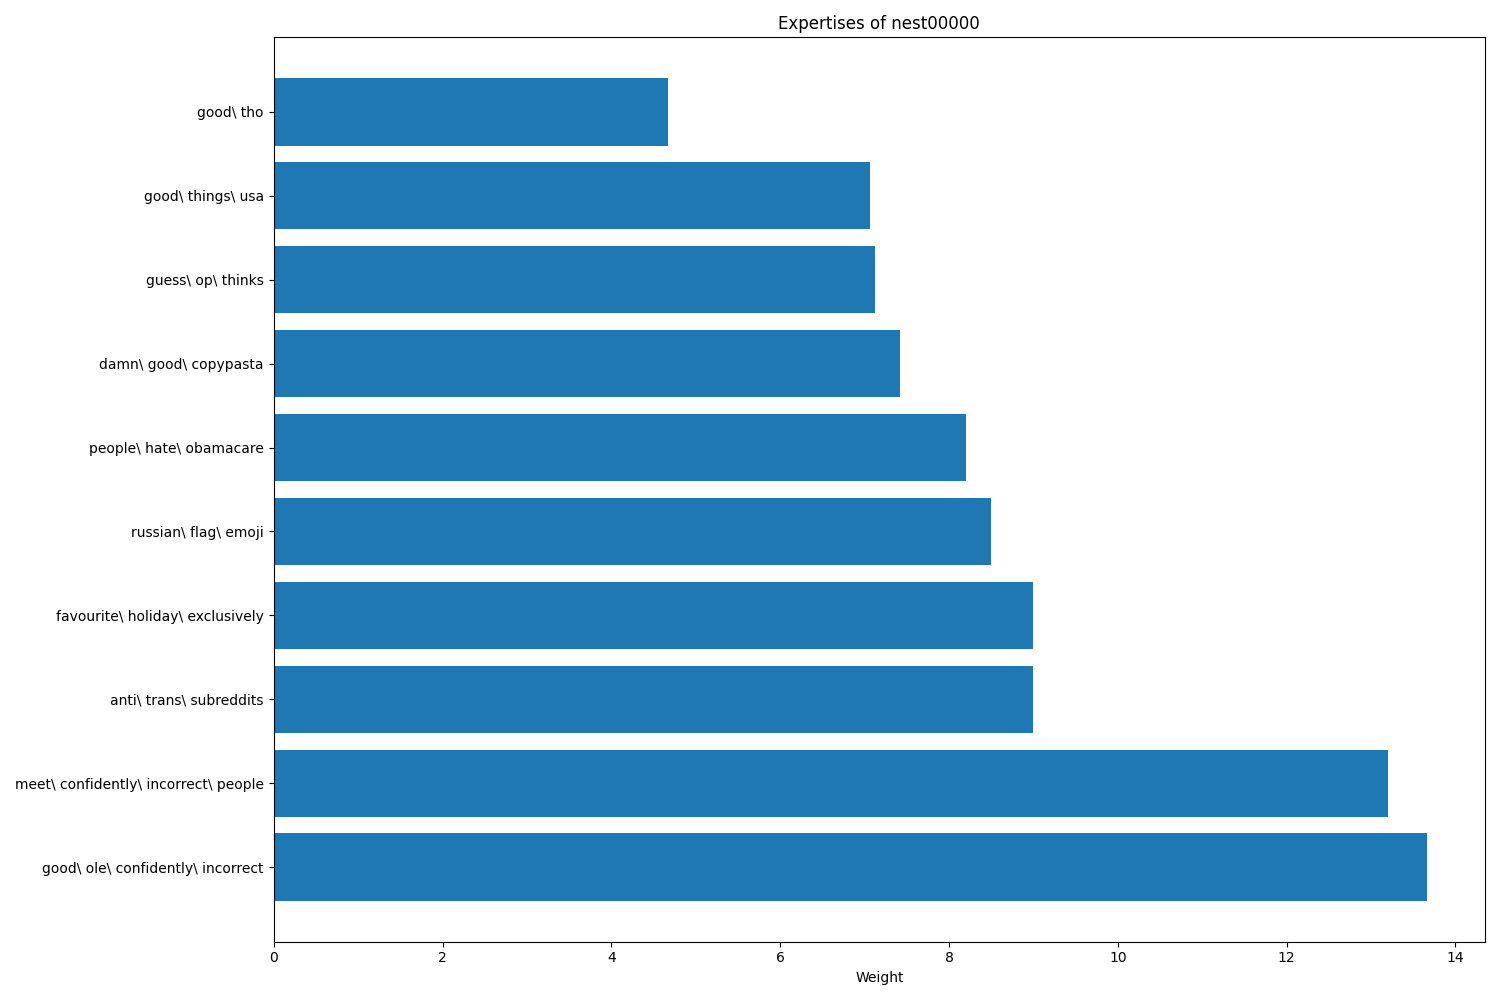 Expertises of nest00000
good\ tho
good\ things\ usa
guess\ op\ thinks
damn\ good\ copypasta
people\ hate\ obamacare
russian\ flag\ emoji
favourite\ holiday\ exclusively
anti\ trans\ subreddits
meet\ confidently\ incorrect\ people
good\ ole\ confidently\ incorrect
0 2 4 6 8 10 12 14
Weight